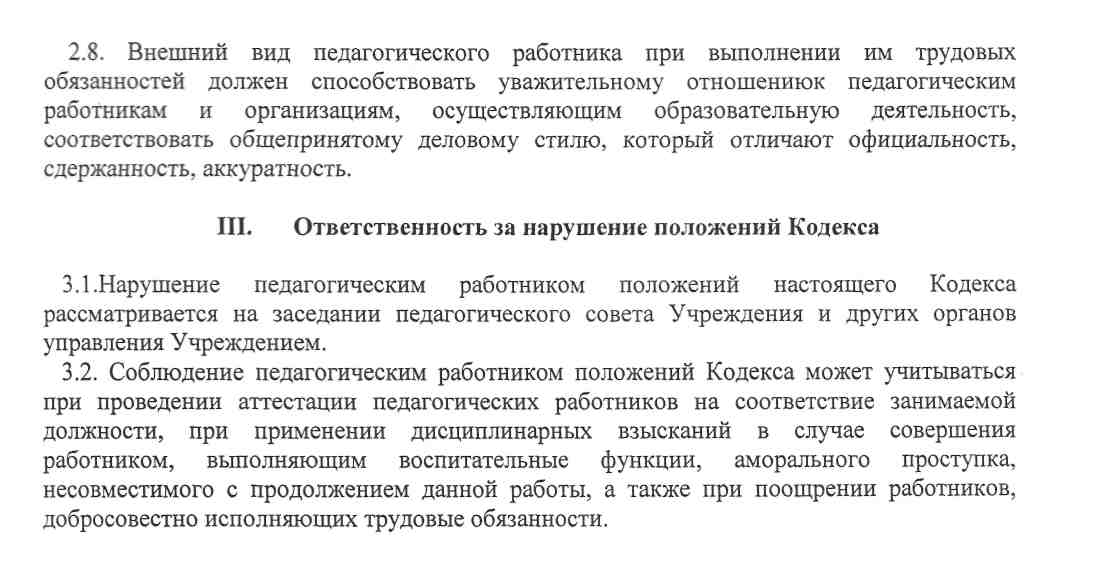 2.8. Внешний вид педагогического работника при выполнении им трудовых
обязанностей должен способствовать уважительному отношениюк педагогическим
работникам и организациям, осуществляющим образовательную деятельность,
соответствовать общепринятому деловому стилю, который отличают официальность,
сдержанность, аккуратность.
III. Ответственность за нарушение положений Кодекса
3.1.Нарушение педагогическим работником положений настоящего Кодекса
рассматривается на заседании педагогического совета Учреждения и других органов
управления Учреждением.
3.2. Соблюдение педагогическим работником положений Кодекса может учитываться
при проведении аттестации педагогических работников на соответствие занимаемой
должности, при применении дисциплинарных взысканий в случае совершения
работником, выполняющим воспитательные функции, аморального проступка,
несовместимого с продолжением данной работы, а также при поощрении работников,
добросовестно исполняющих трудовые обязанности.